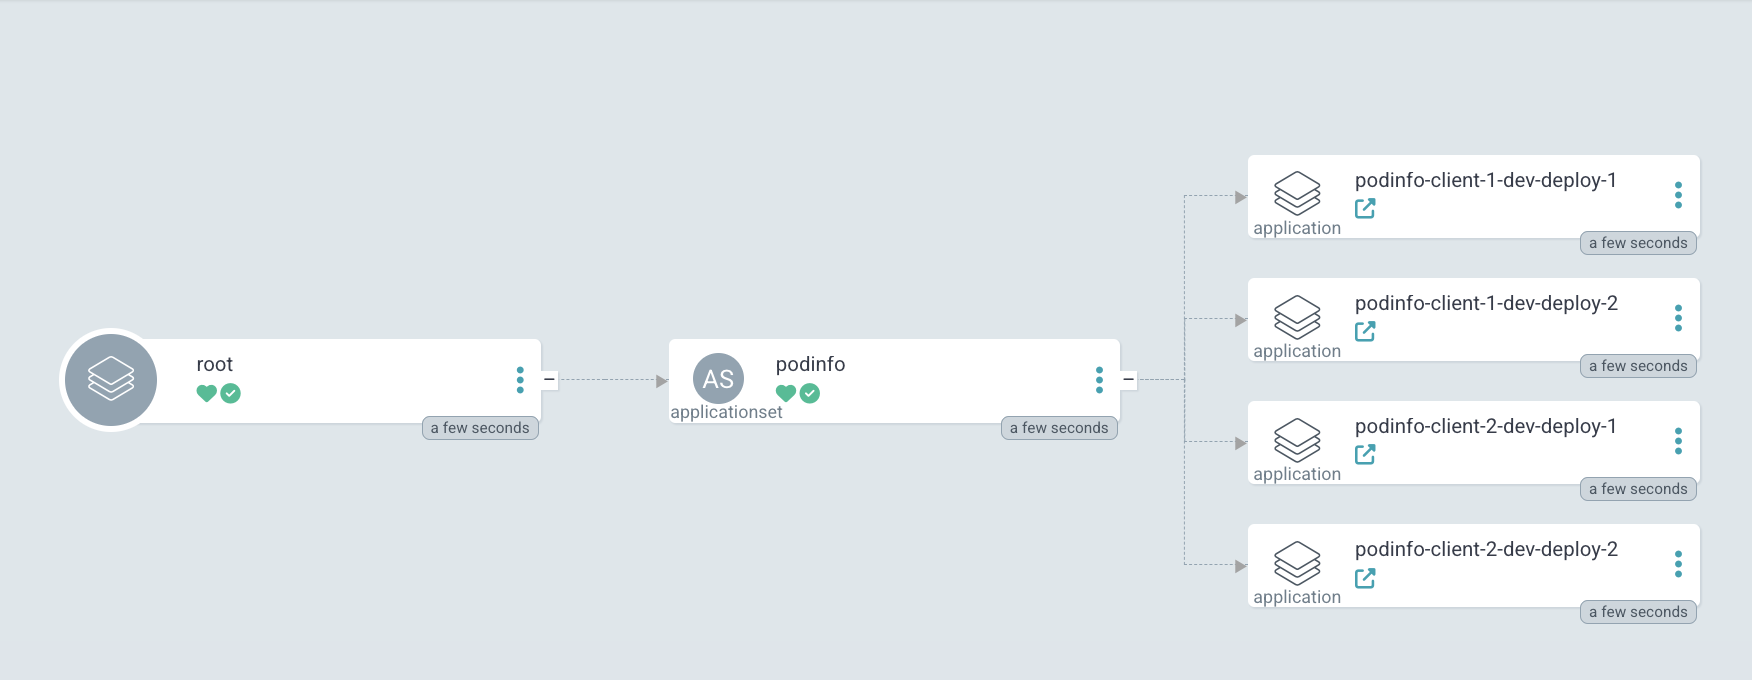 root
a few seconds
AS
podinfo
applicationset
a few seconds
podinfo-client-1-dev-deploy-1
application
a few seconds
podinfo-client-1-dev-deploy-2
application
a few seconds
podinfo-client-2-dev-deploy-1
application
a few seconds
podinfo-client-2-dev-deploy-2
application
a few seconds